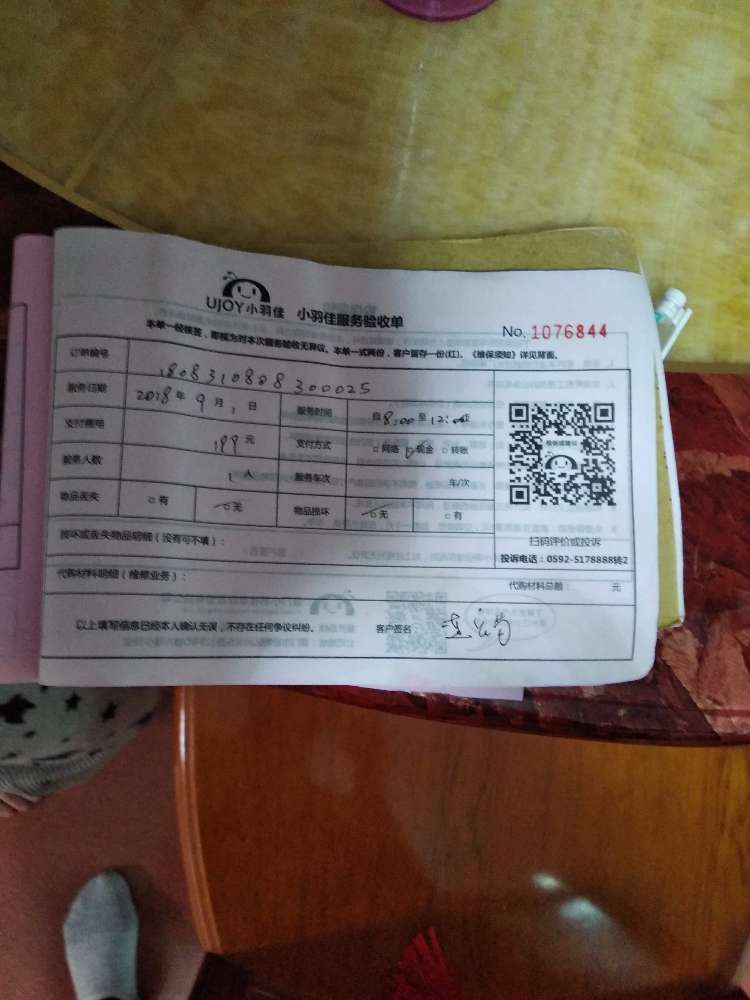 UJOY小羽佳 小羽佳服务验收单
No. 1076844
本单一经核签，即视为对本次服务验收无异议。本单一式两份，客户留存一份(红)。《维保须知》详见背面。
订单编号 1808310808300025
服务日期 2018年9月1日 服务时间 自8:00至12:00
支付费用 199元 支付方式 □网络 □现金 □转账
服务人数 1人 服务车次 车/次
物品丢失 □有 □无 物品损坏 □无 □有
损坏或丢失物品明细（没有可不填）：
扫码评价或投诉
投诉电话：0592-5178888转2
代购材料明细（维修业务）：
代购材料总额： 元
以上填写信息已经本人确认无误，不存在任何争议纠纷。 客户签名：